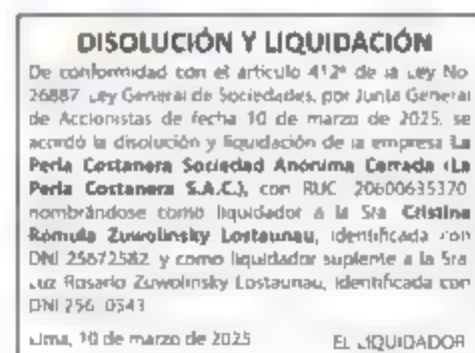 DISOLUCIÓN Y LIQUIDACIÓN
De conformidad con el artículo 412° de la Ley No
26887 Ley General de Sociedades, por Junta General
de Accionistas de fecha 10 de marzo de 2025, se
acordó la disolución y liquidación de la empresa La
Perla Costanera Sociedad Anónima Cerrada (La
Perla Costanera S.A.C.), con RUC 20600635370
nombrándose como liquidador a la Sra Cristina
Romula Zuwolinsky Lostaunau, identificada con
DNI 25672582 y como liquidador suplente a la Sra
Luz Rosario Zuwolinsky Lostaunau, identificada con
DNI
Lima, 10 de marzo de 2025 EL LIQUIDADOR